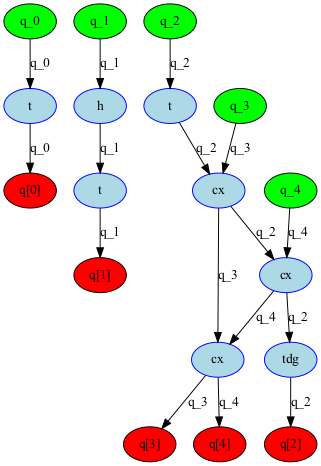 q_0 q_1 q_2
q_0 q_1 q_2
t h t q_3
q_0 q_1 q_2 q_3
q[0] t cx q_4
q_1 q_2 q_4
q[1] q_3 cx
q_4 q_2
cx tdg
q_3 q_4 q_2
q[3] q[4] q[2]